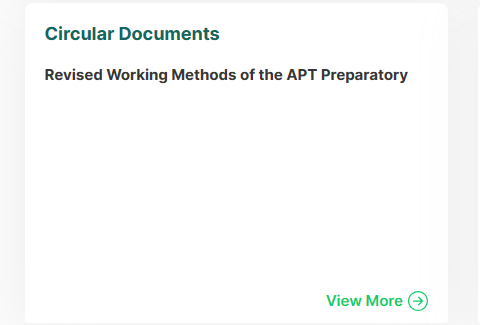 Circular Documents
Revised Working Methods of the APT Preparatory
View More